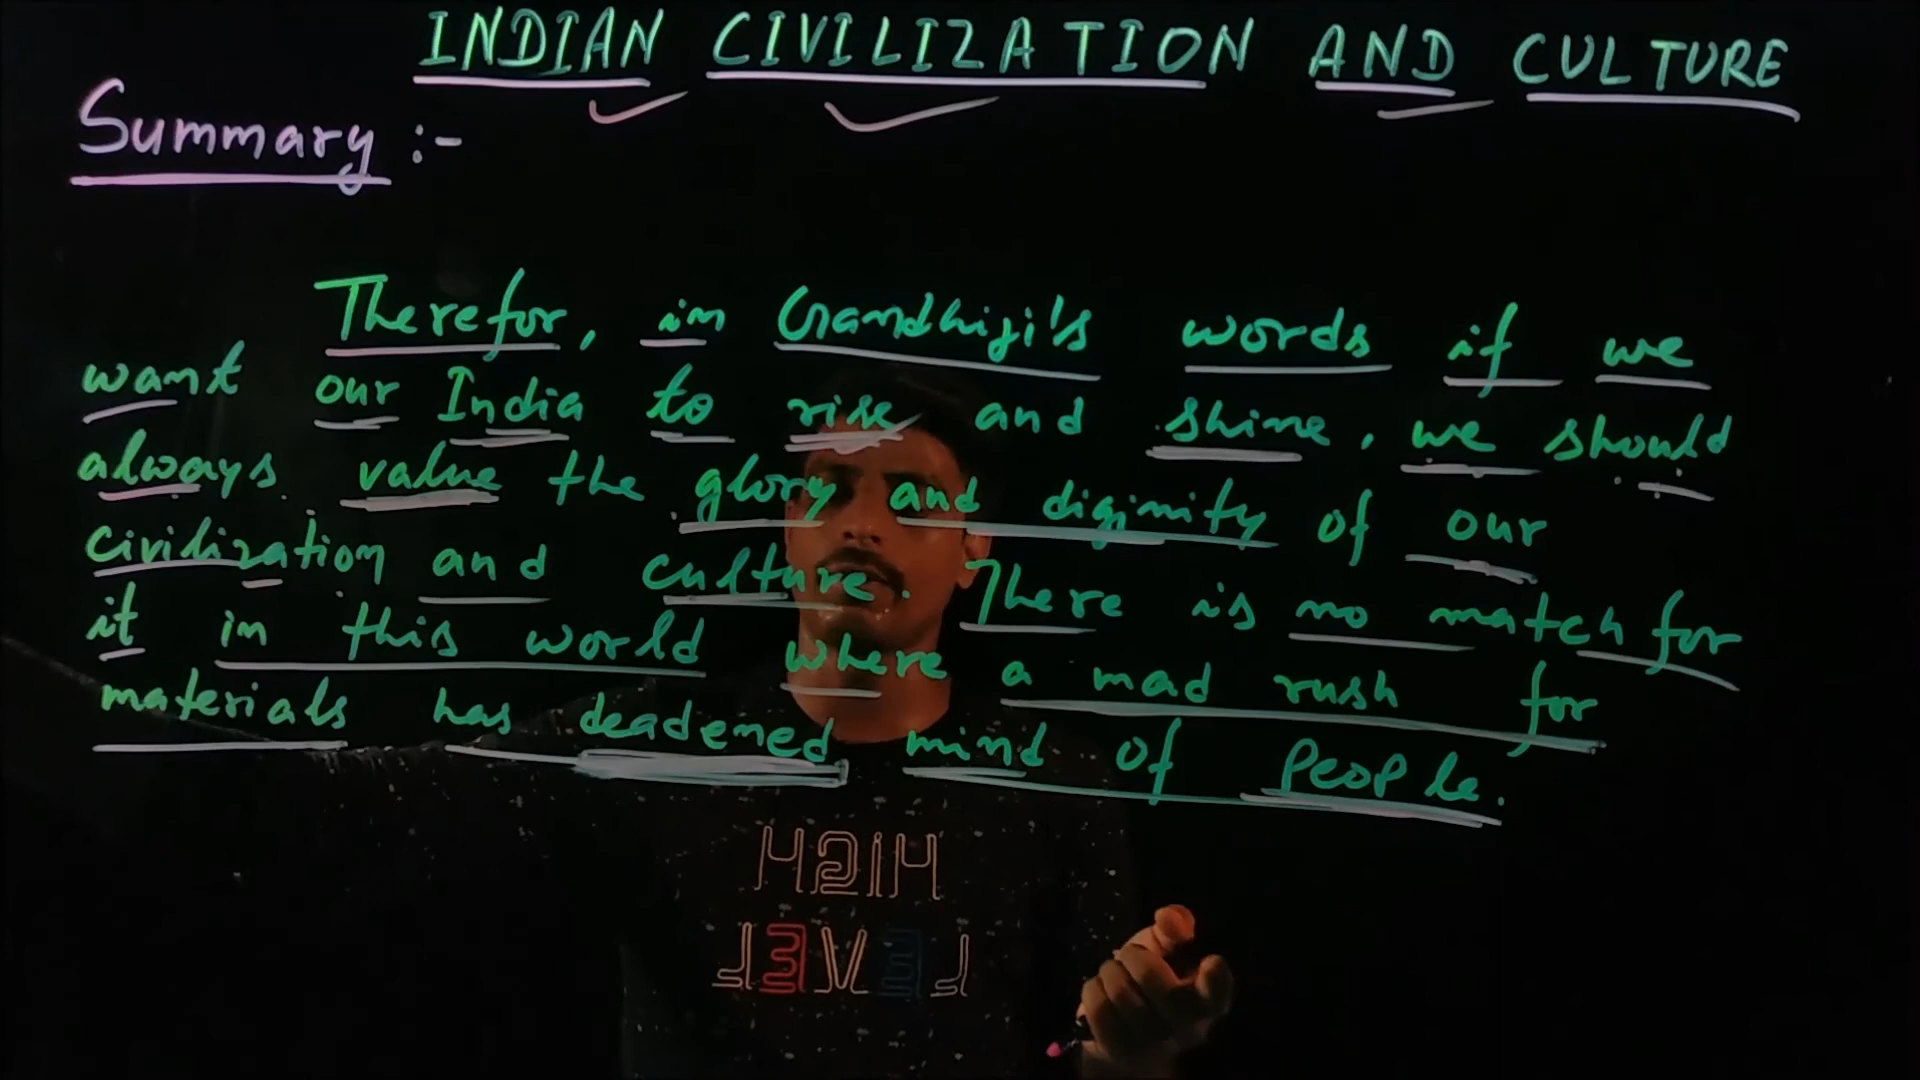 INDIAN CIVILIZATION AND CULTURE
Summary :-
Therefor, in Gandhiji's words if we
want our India to rise and shine, we should
always value the glory and diginity of our
civilization and culture. There is no match for
it in this world where a mad rush for
materials has deadened mind of People.
HIGH
LEVEL